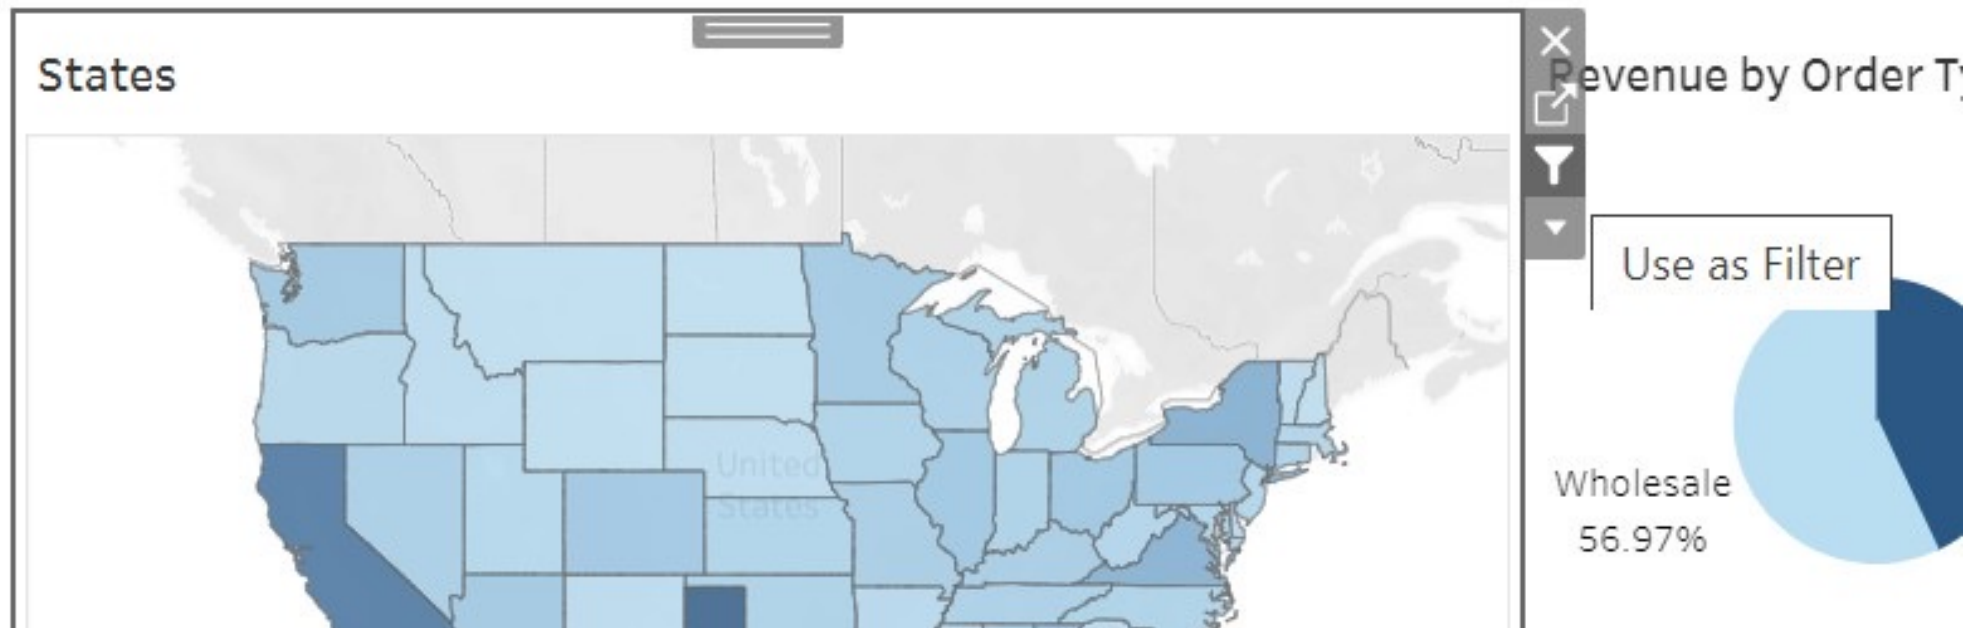 States
Revenue by Order Ty
Use as Filter
United
States
Wholesale
56.97%